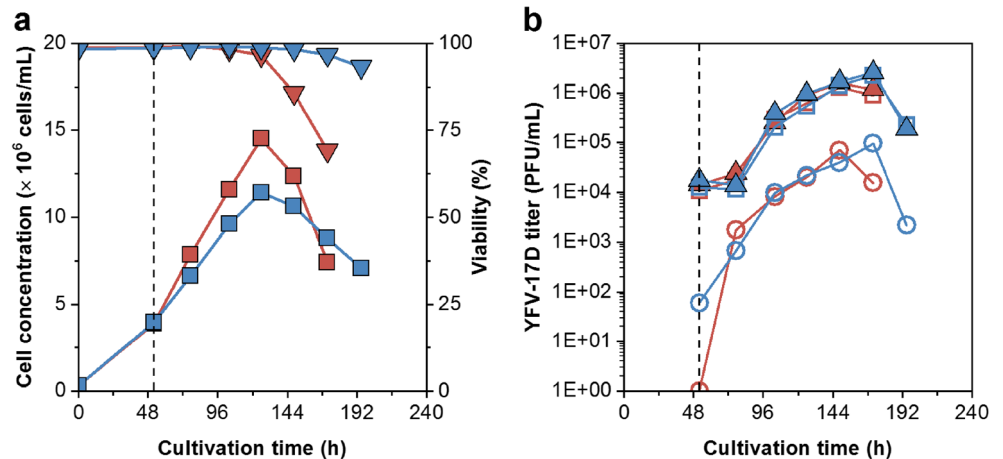 a
Cell concentration (× 10⁶ cells/mL)
20
15
10
5
0
100
75
50
25
0
Viability (%)
0 48 96 144 192 240
Cultivation time (h)
b
YFV-17D titer (PFU/mL)
1E+07
1E+06
1E+05
1E+04
1E+03
1E+02
1E+01
1E+00
0 48 96 144 192 240
Cultivation time (h)